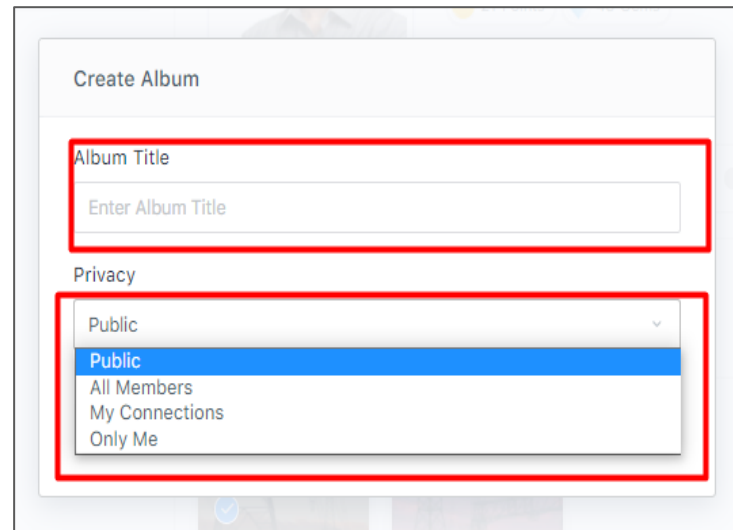 Create Album
Album Title
Enter Album Title
Privacy
Public
Public
All Members
My Connections
Only Me